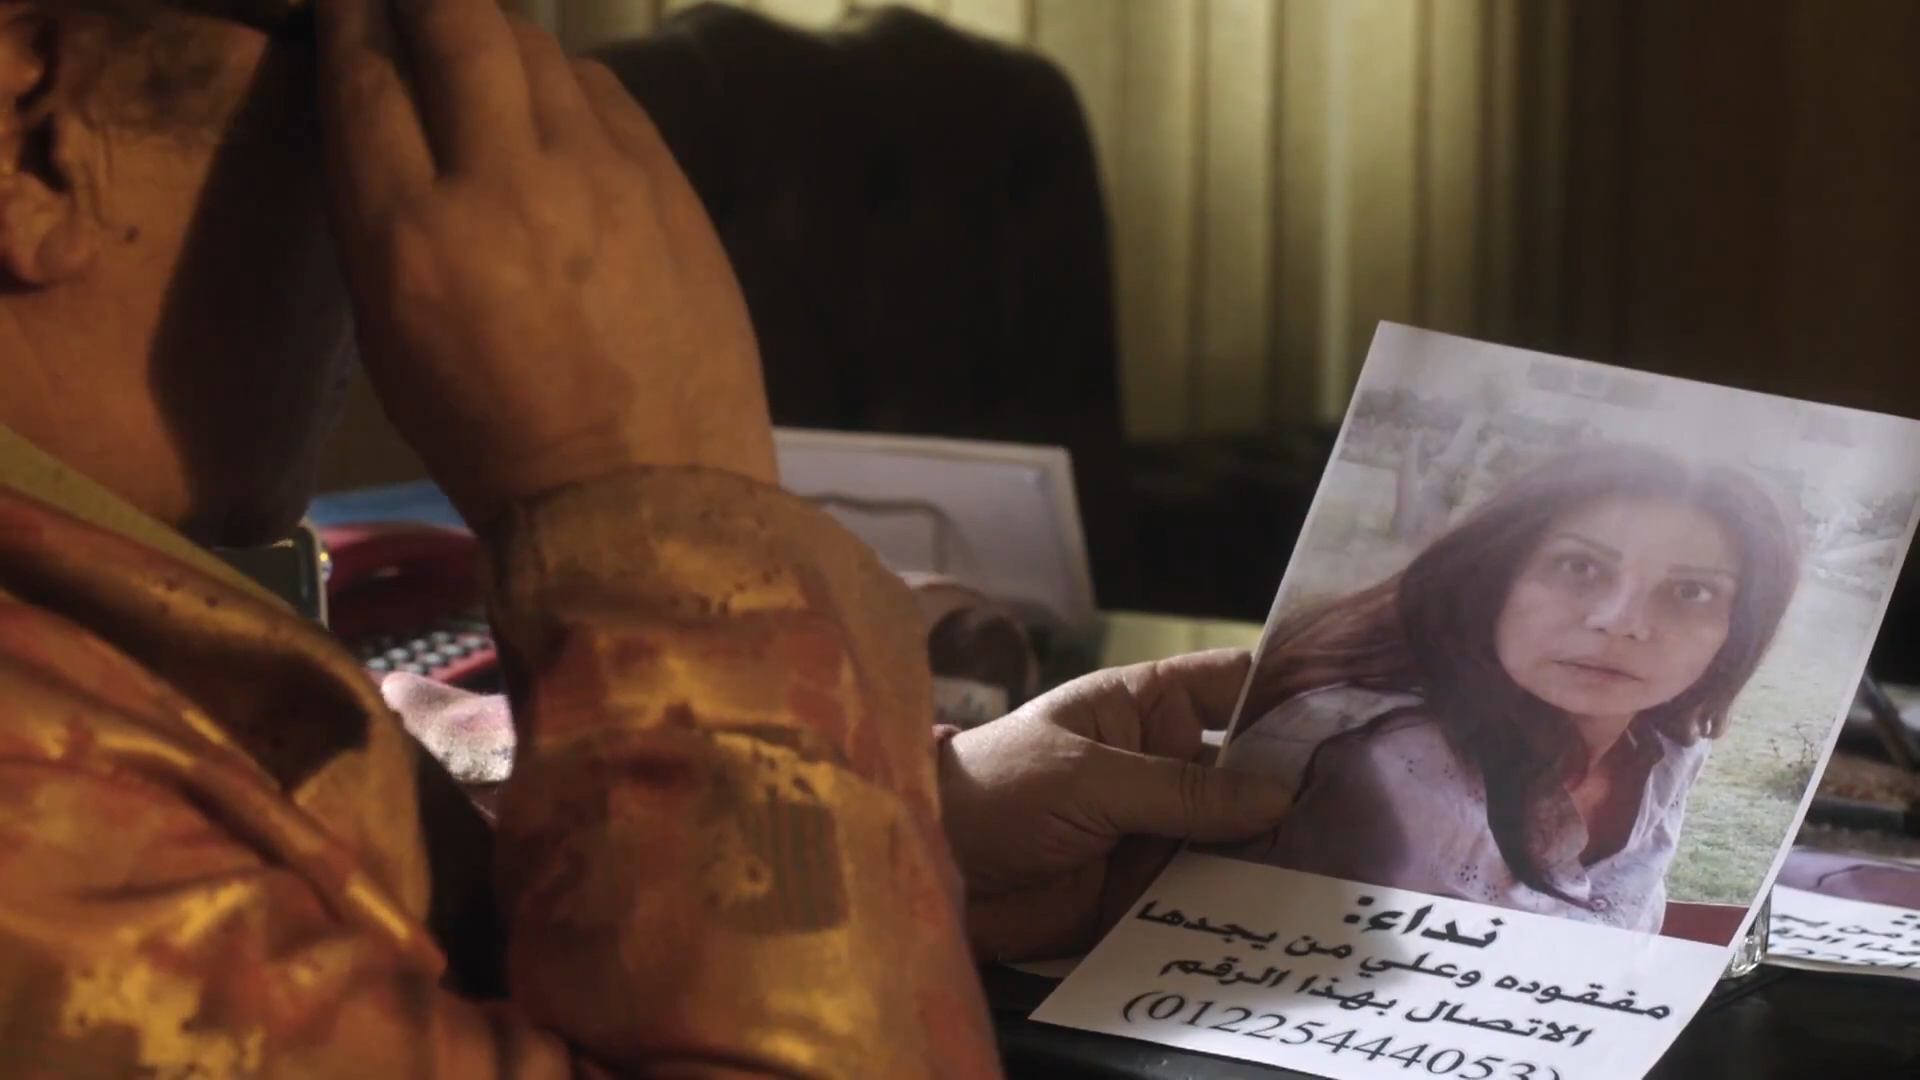 نداء:
مفقوده وعلي من يجدها
الاتصال بهذا الرقم
(01225444053)